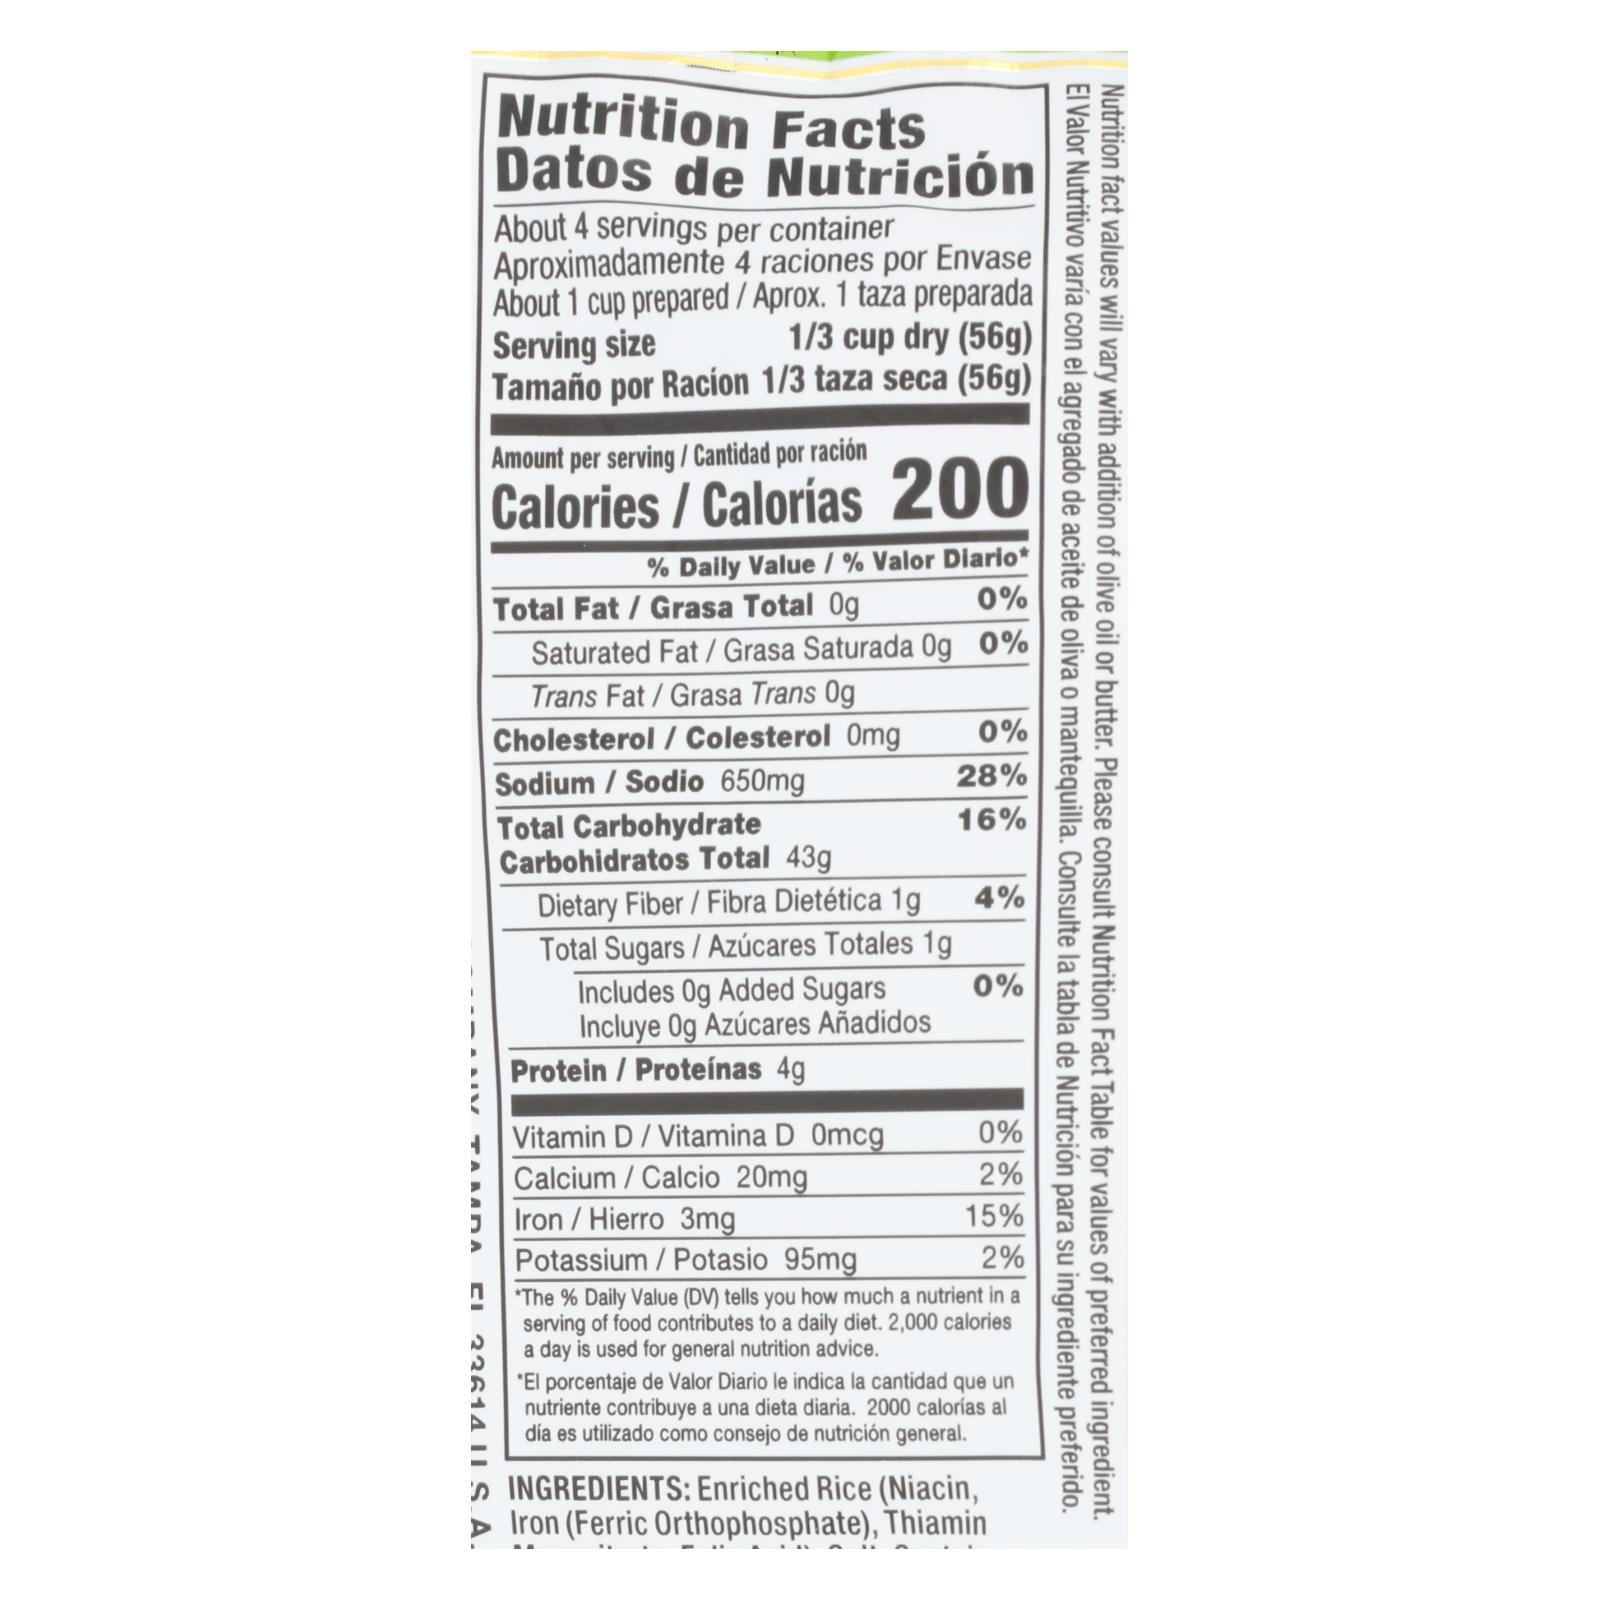 Nutrition Facts
Datos de Nutrición
About 4 servings per container
Aproximadamente 4 raciones por Envase
About 1 cup prepared / Aprox. 1 taza preparada
Serving size 1/3 cup dry (56g)
Tamaño por Racíon 1/3 taza seca (56g)
Amount per serving / Cantidad por ración
Calories / Calorías 200
% Daily Value / % Valor Diario*
Total Fat / Grasa Total 0g 0%
Saturated Fat / Grasa Saturada 0g 0%
Trans Fat / Grasa Trans 0g
Cholesterol / Colesterol 0mg 0%
Sodium / Sodio 650mg 28%
Total Carbohydrate 16%
Carbohidratos Total 43g
Dietary Fiber / Fibra Dietética 1g 4%
Total Sugars / Azúcares Totales 1g
Includes 0g Added Sugars 0%
Incluye 0g Azúcares Añadidos
Protein / Proteínas 4g
Vitamin D / Vitamina D 0mcg 0%
Calcium / Calcio 20mg 2%
Iron / Hierro 3mg 15%
Potassium / Potasio 95mg 2%
*The % Daily Value (DV) tells you how much a nutrient in a
serving of food contributes to a daily diet. 2,000 calories
a day is used for general nutrition advice.
*El porcentaje de Valor Diario le indica la cantidad que un
nutriente contribuye a una dieta diaria. 2000 calorías al
día es utilizado como consejo de nutrición general.
INGREDIENTS: Enriched Rice (Niacin,
Iron (Ferric Orthophosphate), Thiamin
Nutrition fact values will vary with addition of olive oil or butter. Please consult Nutrition Fact Table for values of preferred ingredient.
El Valor Nutritivo varía con el agregado de aceite de oliva o mantequilla. Consulte la tabla de Nutrición para su ingrediente preferido.
TAMPA, FL 33614 U.S.A.